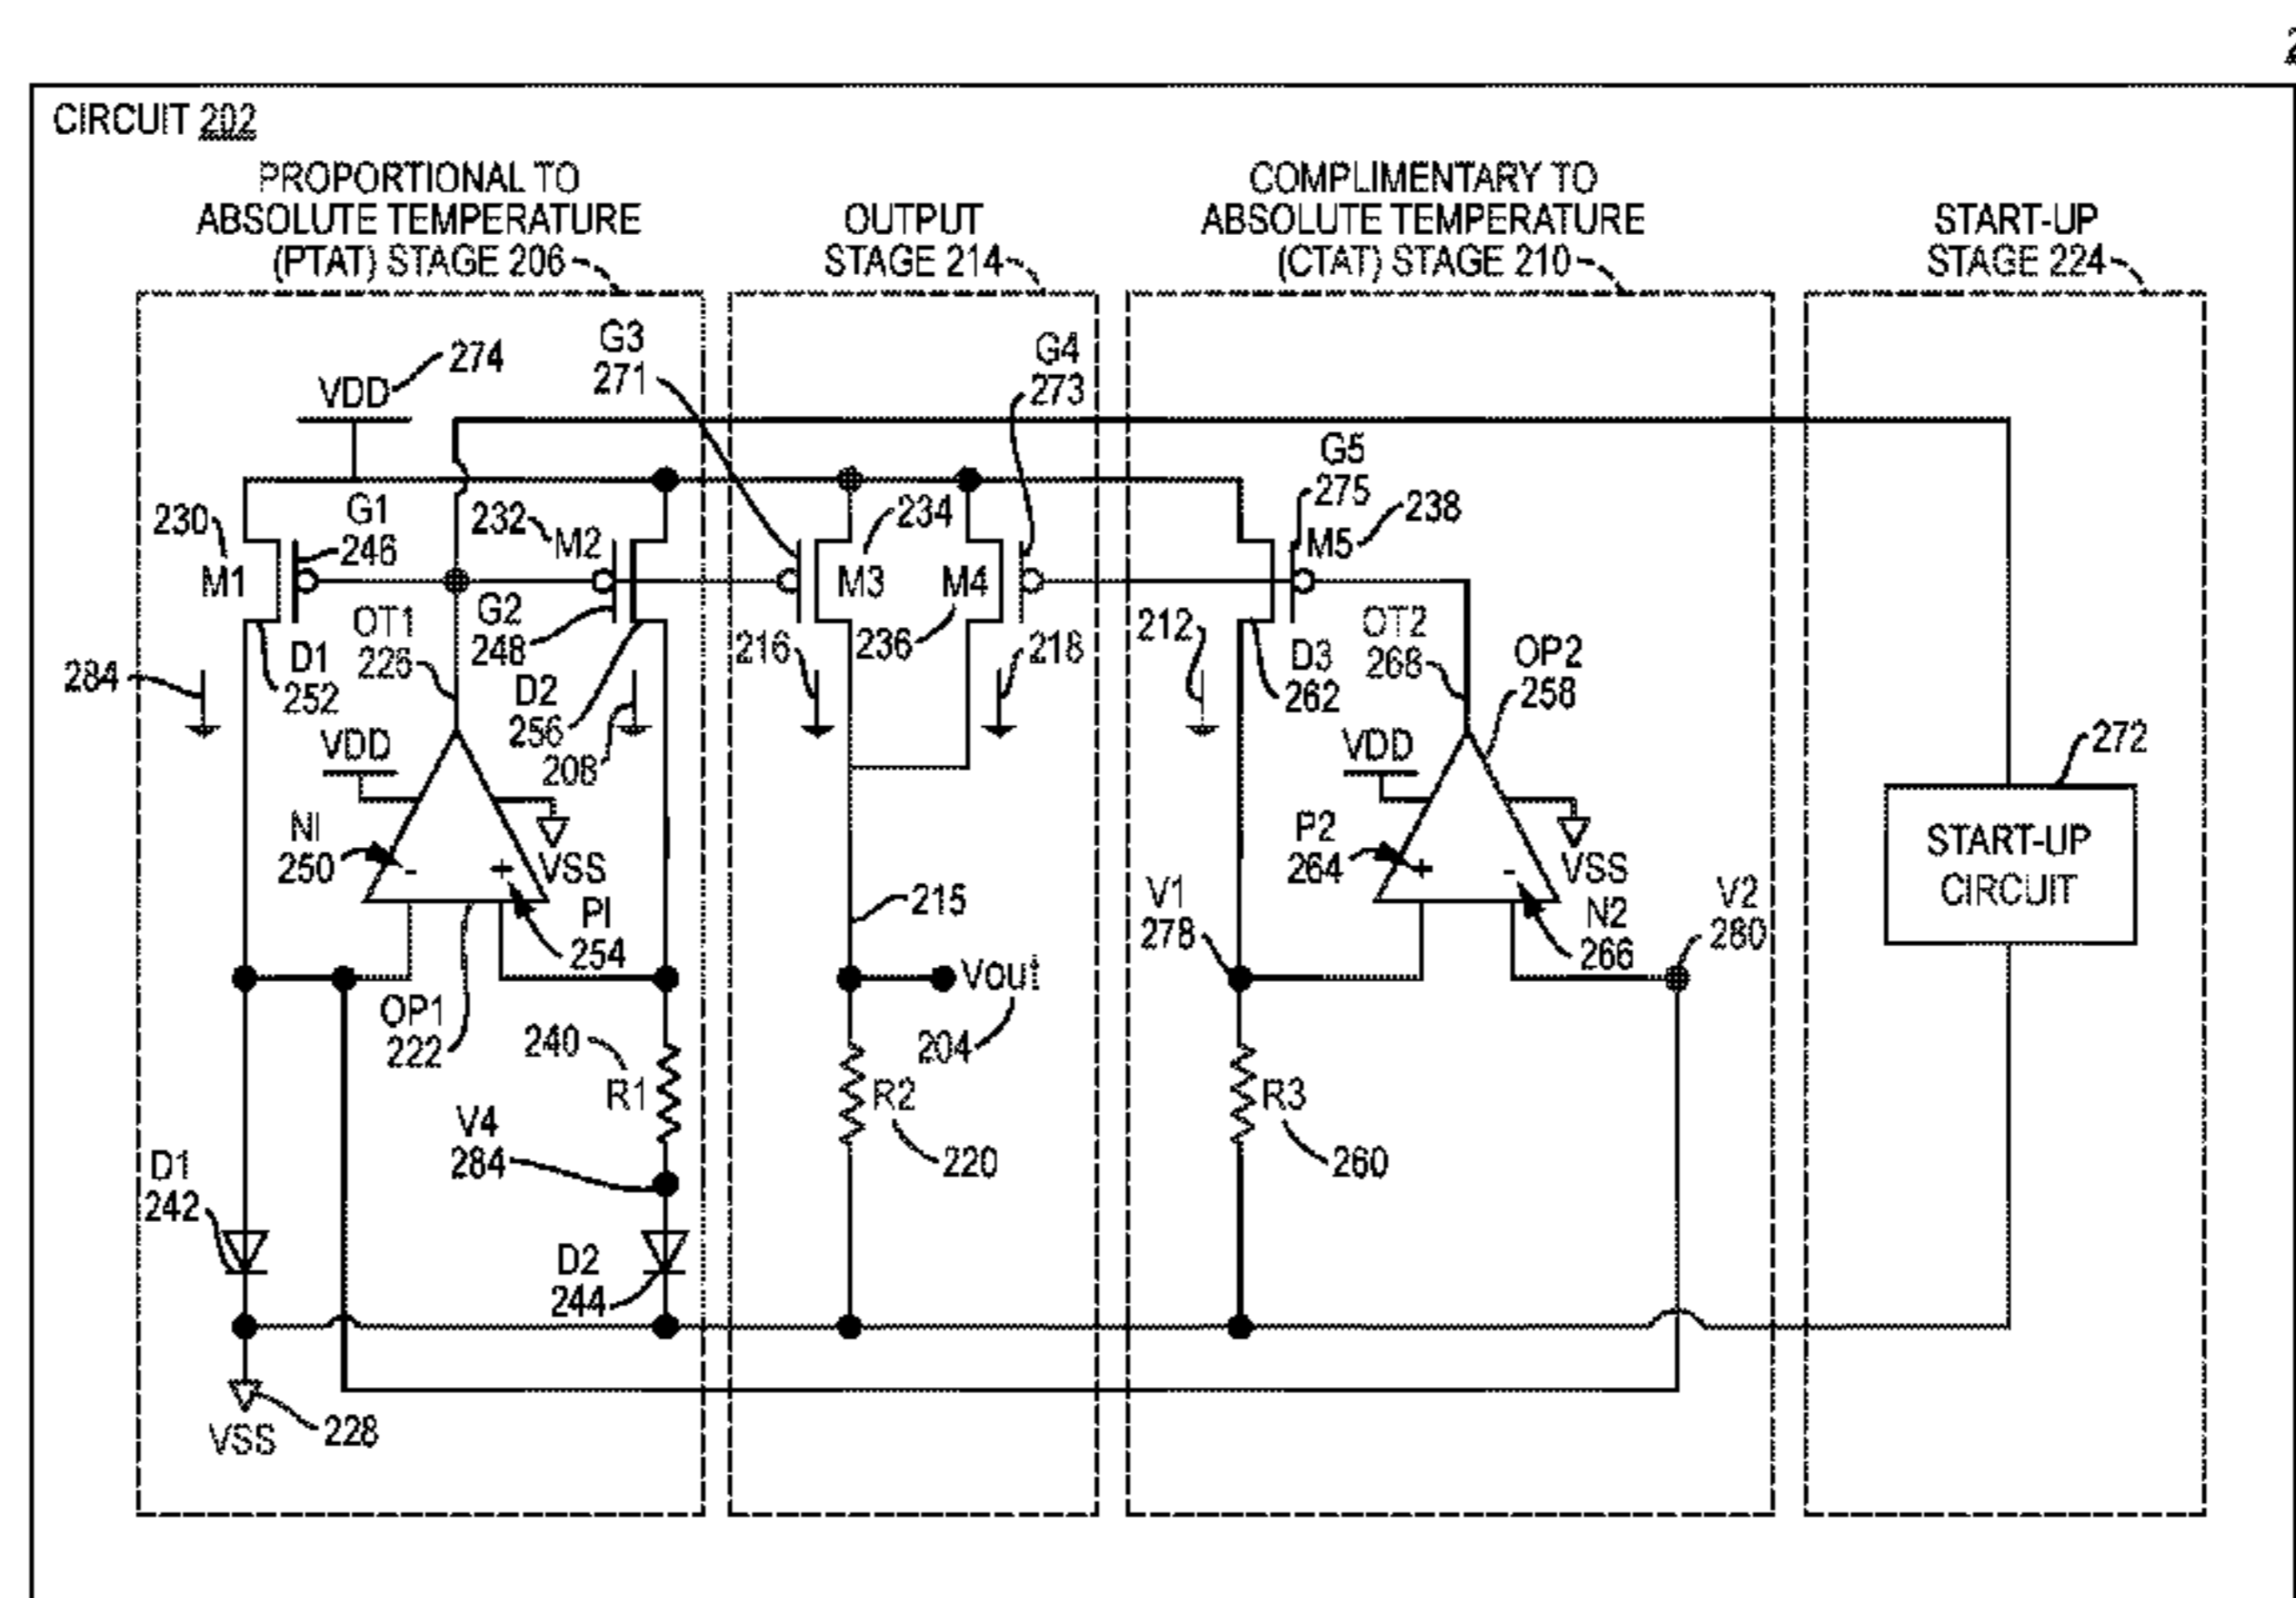 2
CIRCUIT 202
PROPORTIONAL TO
ABSOLUTE TEMPERATURE
(PTAT) STAGE 206
OUTPUT
STAGE 214
COMPLIMENTARY TO
ABSOLUTE TEMPERATURE
(CTAT) STAGE 210
START-UP
STAGE 224
G3
271
G4
273
274
VDD
G5
275
230
G1
246
232
M2
234
M5
238
M1
M3
M4
OT1
226
G2
248
216
236
218
212
OT2
268
284
D1
252
D2
256
208
D3
262
OP2
258
VDD
VDD
272
NI
250
-
+
VSS
PI
254
P2
264
+
-
VSS
N2
266
START-UP
CIRCUIT
V1
278
V2
280
215
Vout
204
OP1
222
240
R1
R2
220
R3
260
V4
284
D1
242
D2
244
VSS
228